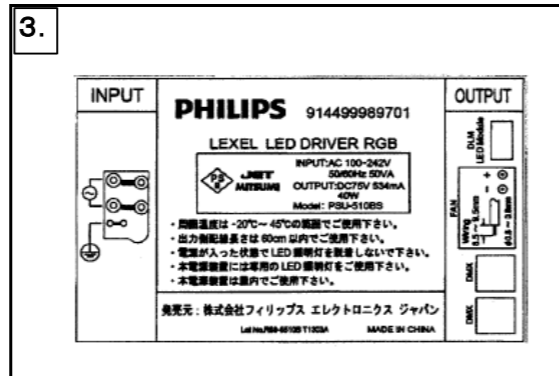 3.
INPUT
PHILIPS 914499989701
LEXEL LED DRIVER RGB
PS E
JET
MITSUMI
INPUT:AC 100-242V
50/60Hz 50VA
OUTPUT:DC75V 534mA
40W
Model: PSU-510BS
・周囲温度は -20℃～ 45℃の範囲でご使用下さい。
・出力側配線長さは 60cm 以内でご使用下さい。
・電源が入った状態で LED 照明灯を脱着しないで下さい。
・本電源装置には専用の LED 照明灯をご使用下さい。
・本電源装置は屋内でご使用下さい。
発売元：株式会社フィリップス エレクトロニクス ジャパン
MADE IN CHINA
OUTPUT
DLM
LED Module
FAN
+
-
wiring
DMX
DMX